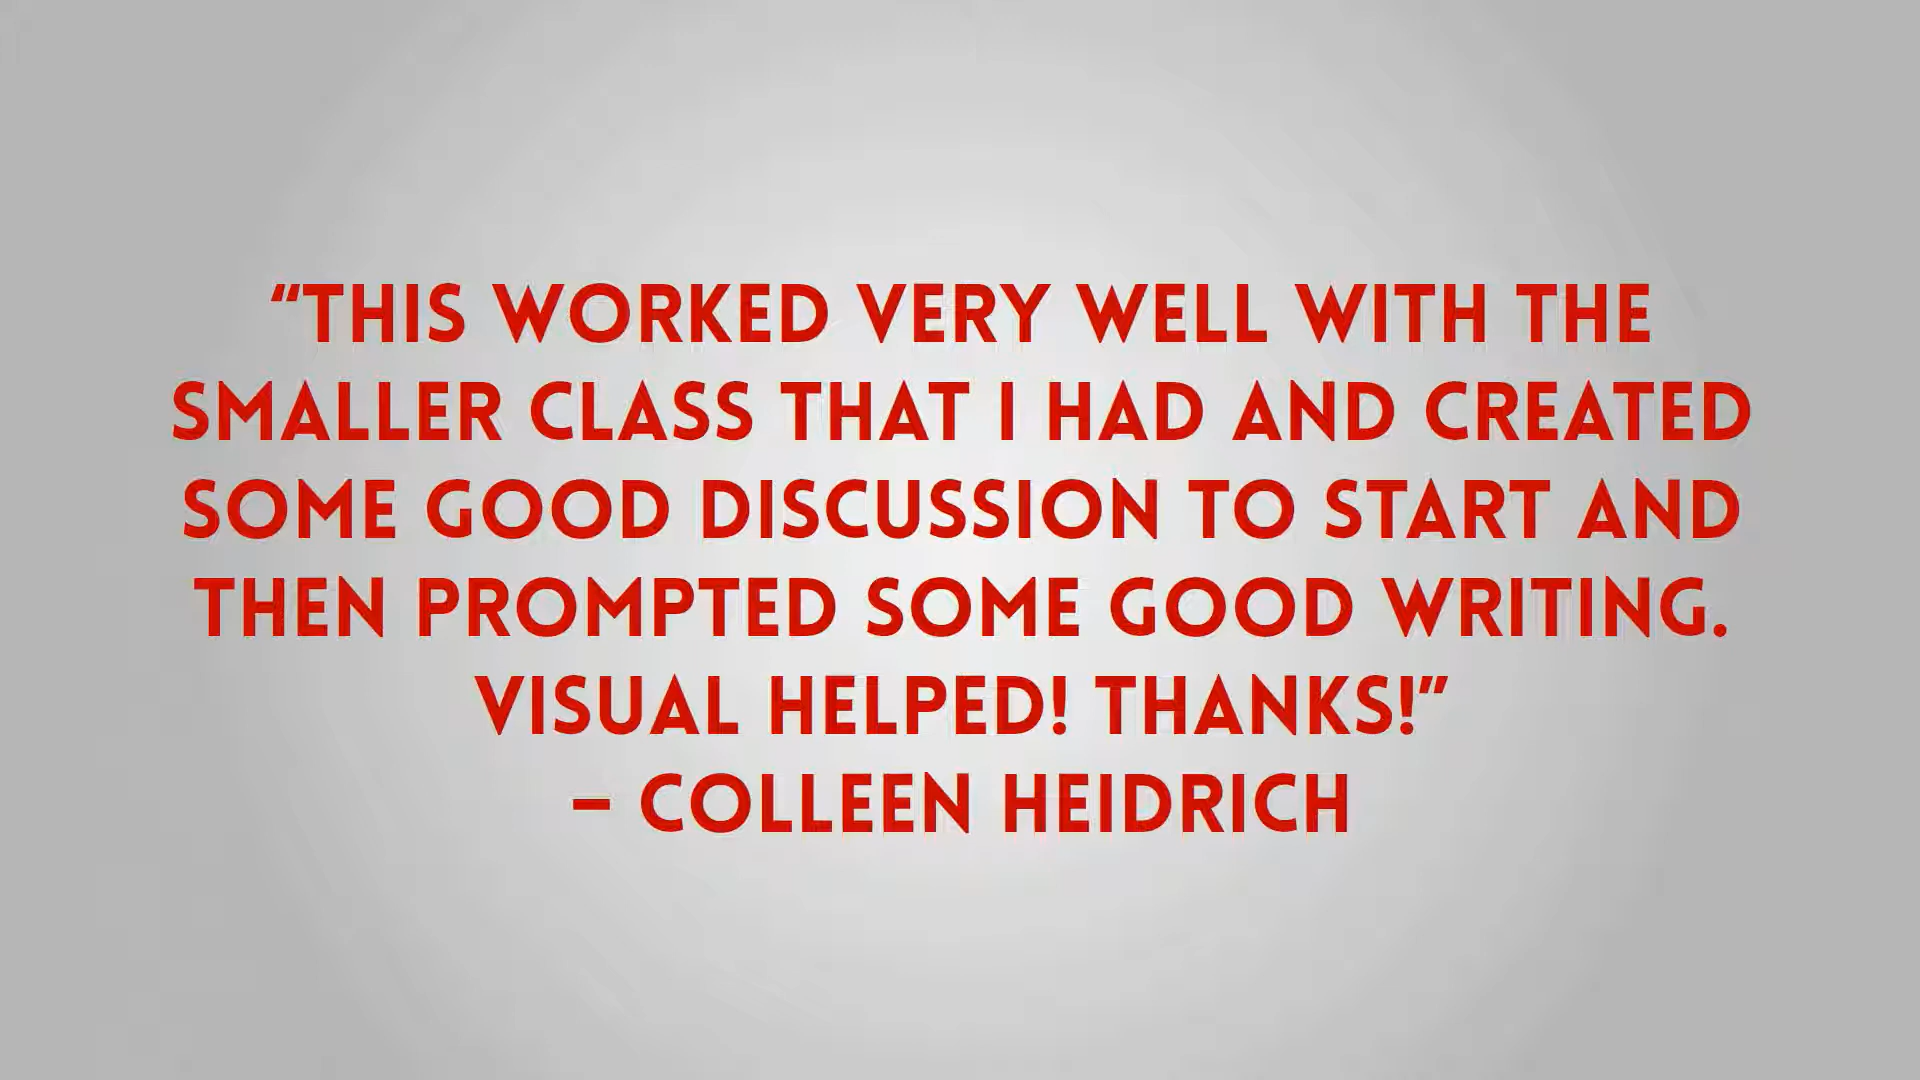 “THIS WORKED VERY WELL WITH THE
SMALLER CLASS THAT I HAD AND CREATED
SOME GOOD DISCUSSION TO START AND
THEN PROMPTED SOME GOOD WRITING.
VISUAL HELPED! THANKS!”
– COLLEEN HEIDRICH